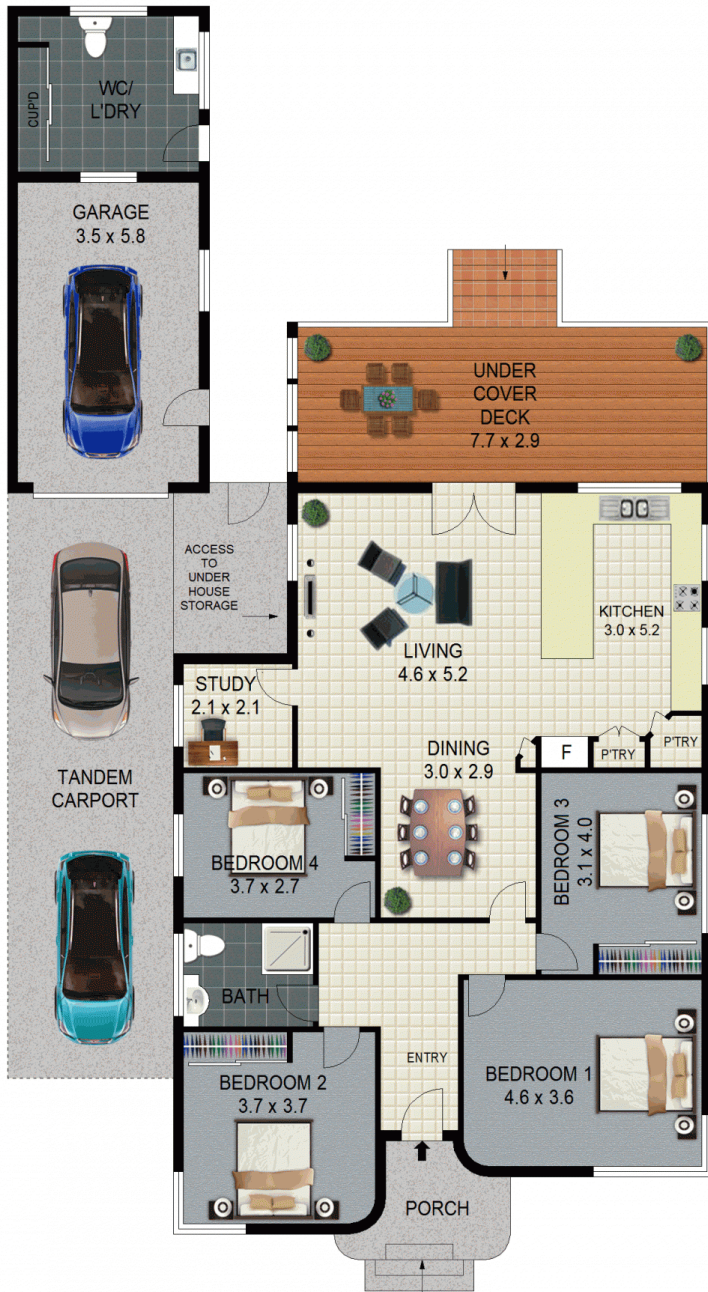 WC/
L'DRY
CUP'D
GARAGE
3.5 x 5.8
UNDER
COVER
DECK
7.7 x 2.9
ACCESS
TO
UNDER
HOUSE
STORAGE
KITCHEN
3.0 x 5.2
LIVING
4.6 x 5.2
STUDY
2.1 x 2.1
DINING
3.0 x 2.9
F
P'TRY
P'TRY
TANDEM
CARPORT
BEDROOM 4
3.7 x 2.7
BEDROOM 3
3.1 x 4.0
BATH
ENTRY
BEDROOM 2
3.7 x 3.7
BEDROOM 1
4.6 x 3.6
PORCH